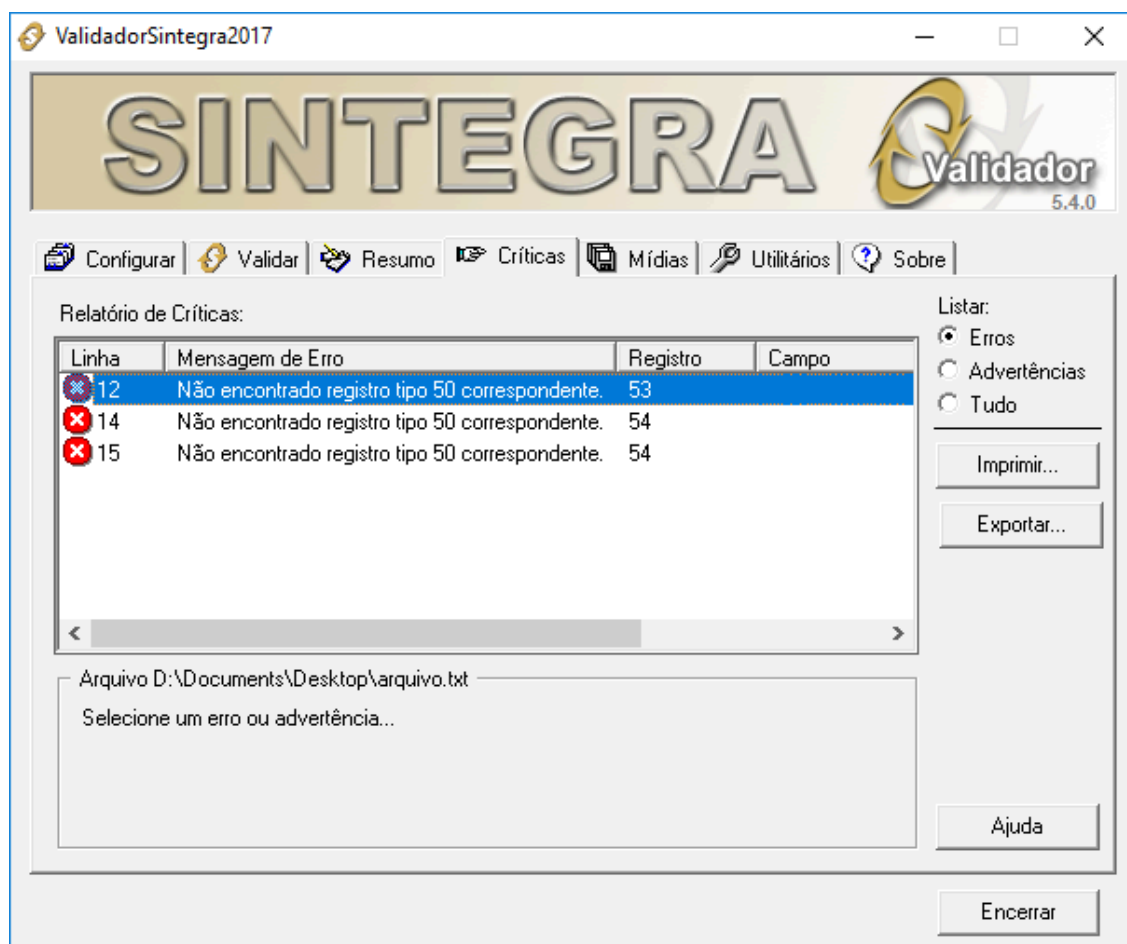 ValidadorSintegra2017
SINTEGRA
Validador
5.4.0
Configurar Validar Resumo Críticas Mídias Utilitários Sobre
Relatório de Críticas:
Listar:
Erros
Advertências
Tudo
Linha Mensagem de Erro Registro Campo
12 Não encontrado registro tipo 50 correspondente. 53
14 Não encontrado registro tipo 50 correspondente. 54
15 Não encontrado registro tipo 50 correspondente. 54
Imprimir...
Exportar...
Arquivo D:\Documents\Desktop\arquivo.txt
Selecione um erro ou advertência...
Ajuda
Encerrar